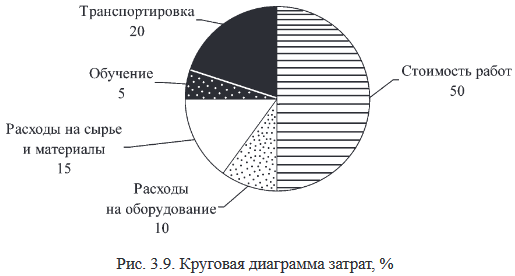 Транспортировка
20
Обучение
5
Расходы на сырье
и материалы
15
Расходы
на оборудование
10
Стоимость работ
50
Рис. 3.9. Круговая диаграмма затрат, %